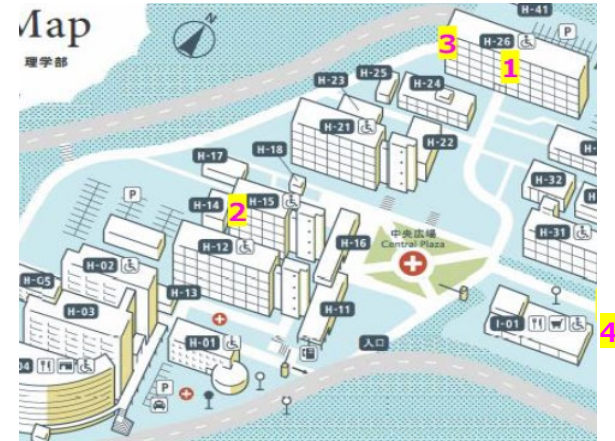 Map
N
理学部
H-41
P
3
H-26
1
H-25
H-24
H-23
H-21
H-22
H-18
H-17
H-32
P
H-14
2
H-15
H-31
中央広場
Central Plaza
H-16
H-12
H-02
H-05
H-13
H-03
H-11
I-01
4
H-01
入口
04
P